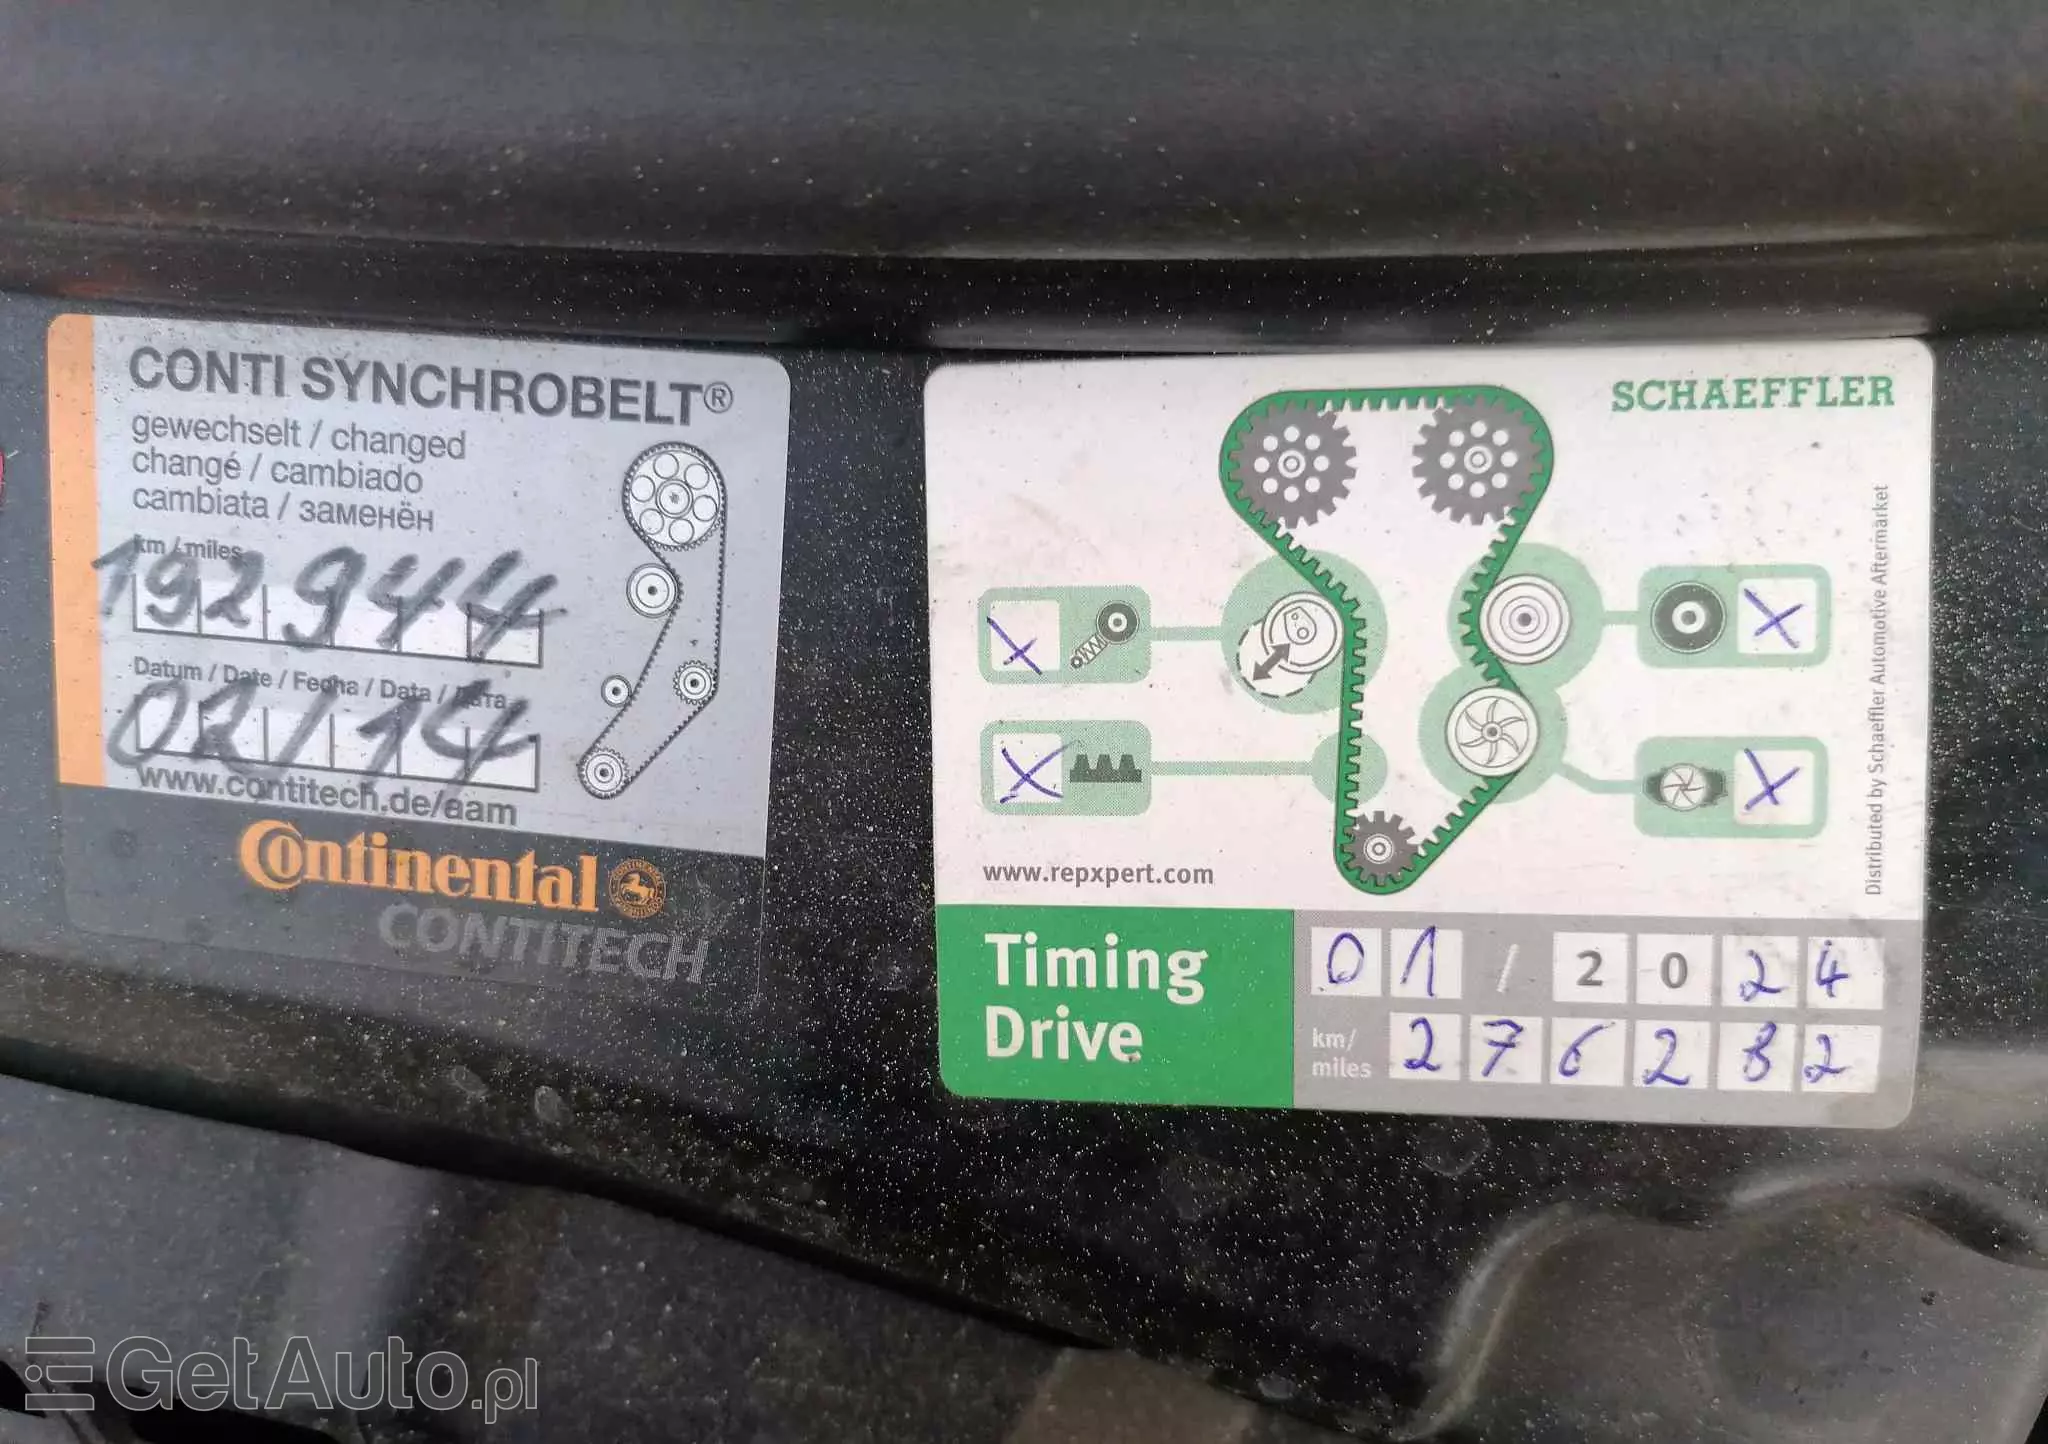 CONTI SYNCHROBELT®
gewechselt / changed
changé / cambiado
cambiata / заменён
km / miles
192944
Datum / Date / Fecha / Data / Дата
02/14
www.contitech.de/aam
Continental
CONTITECH
SCHAEFFLER
X
X
X
X
Distributed by Schaeffler Automotive Aftermarket
www.repxpert.com
Timing
Drive
01 / 2024
km/
miles
276282
GetAuto.pl